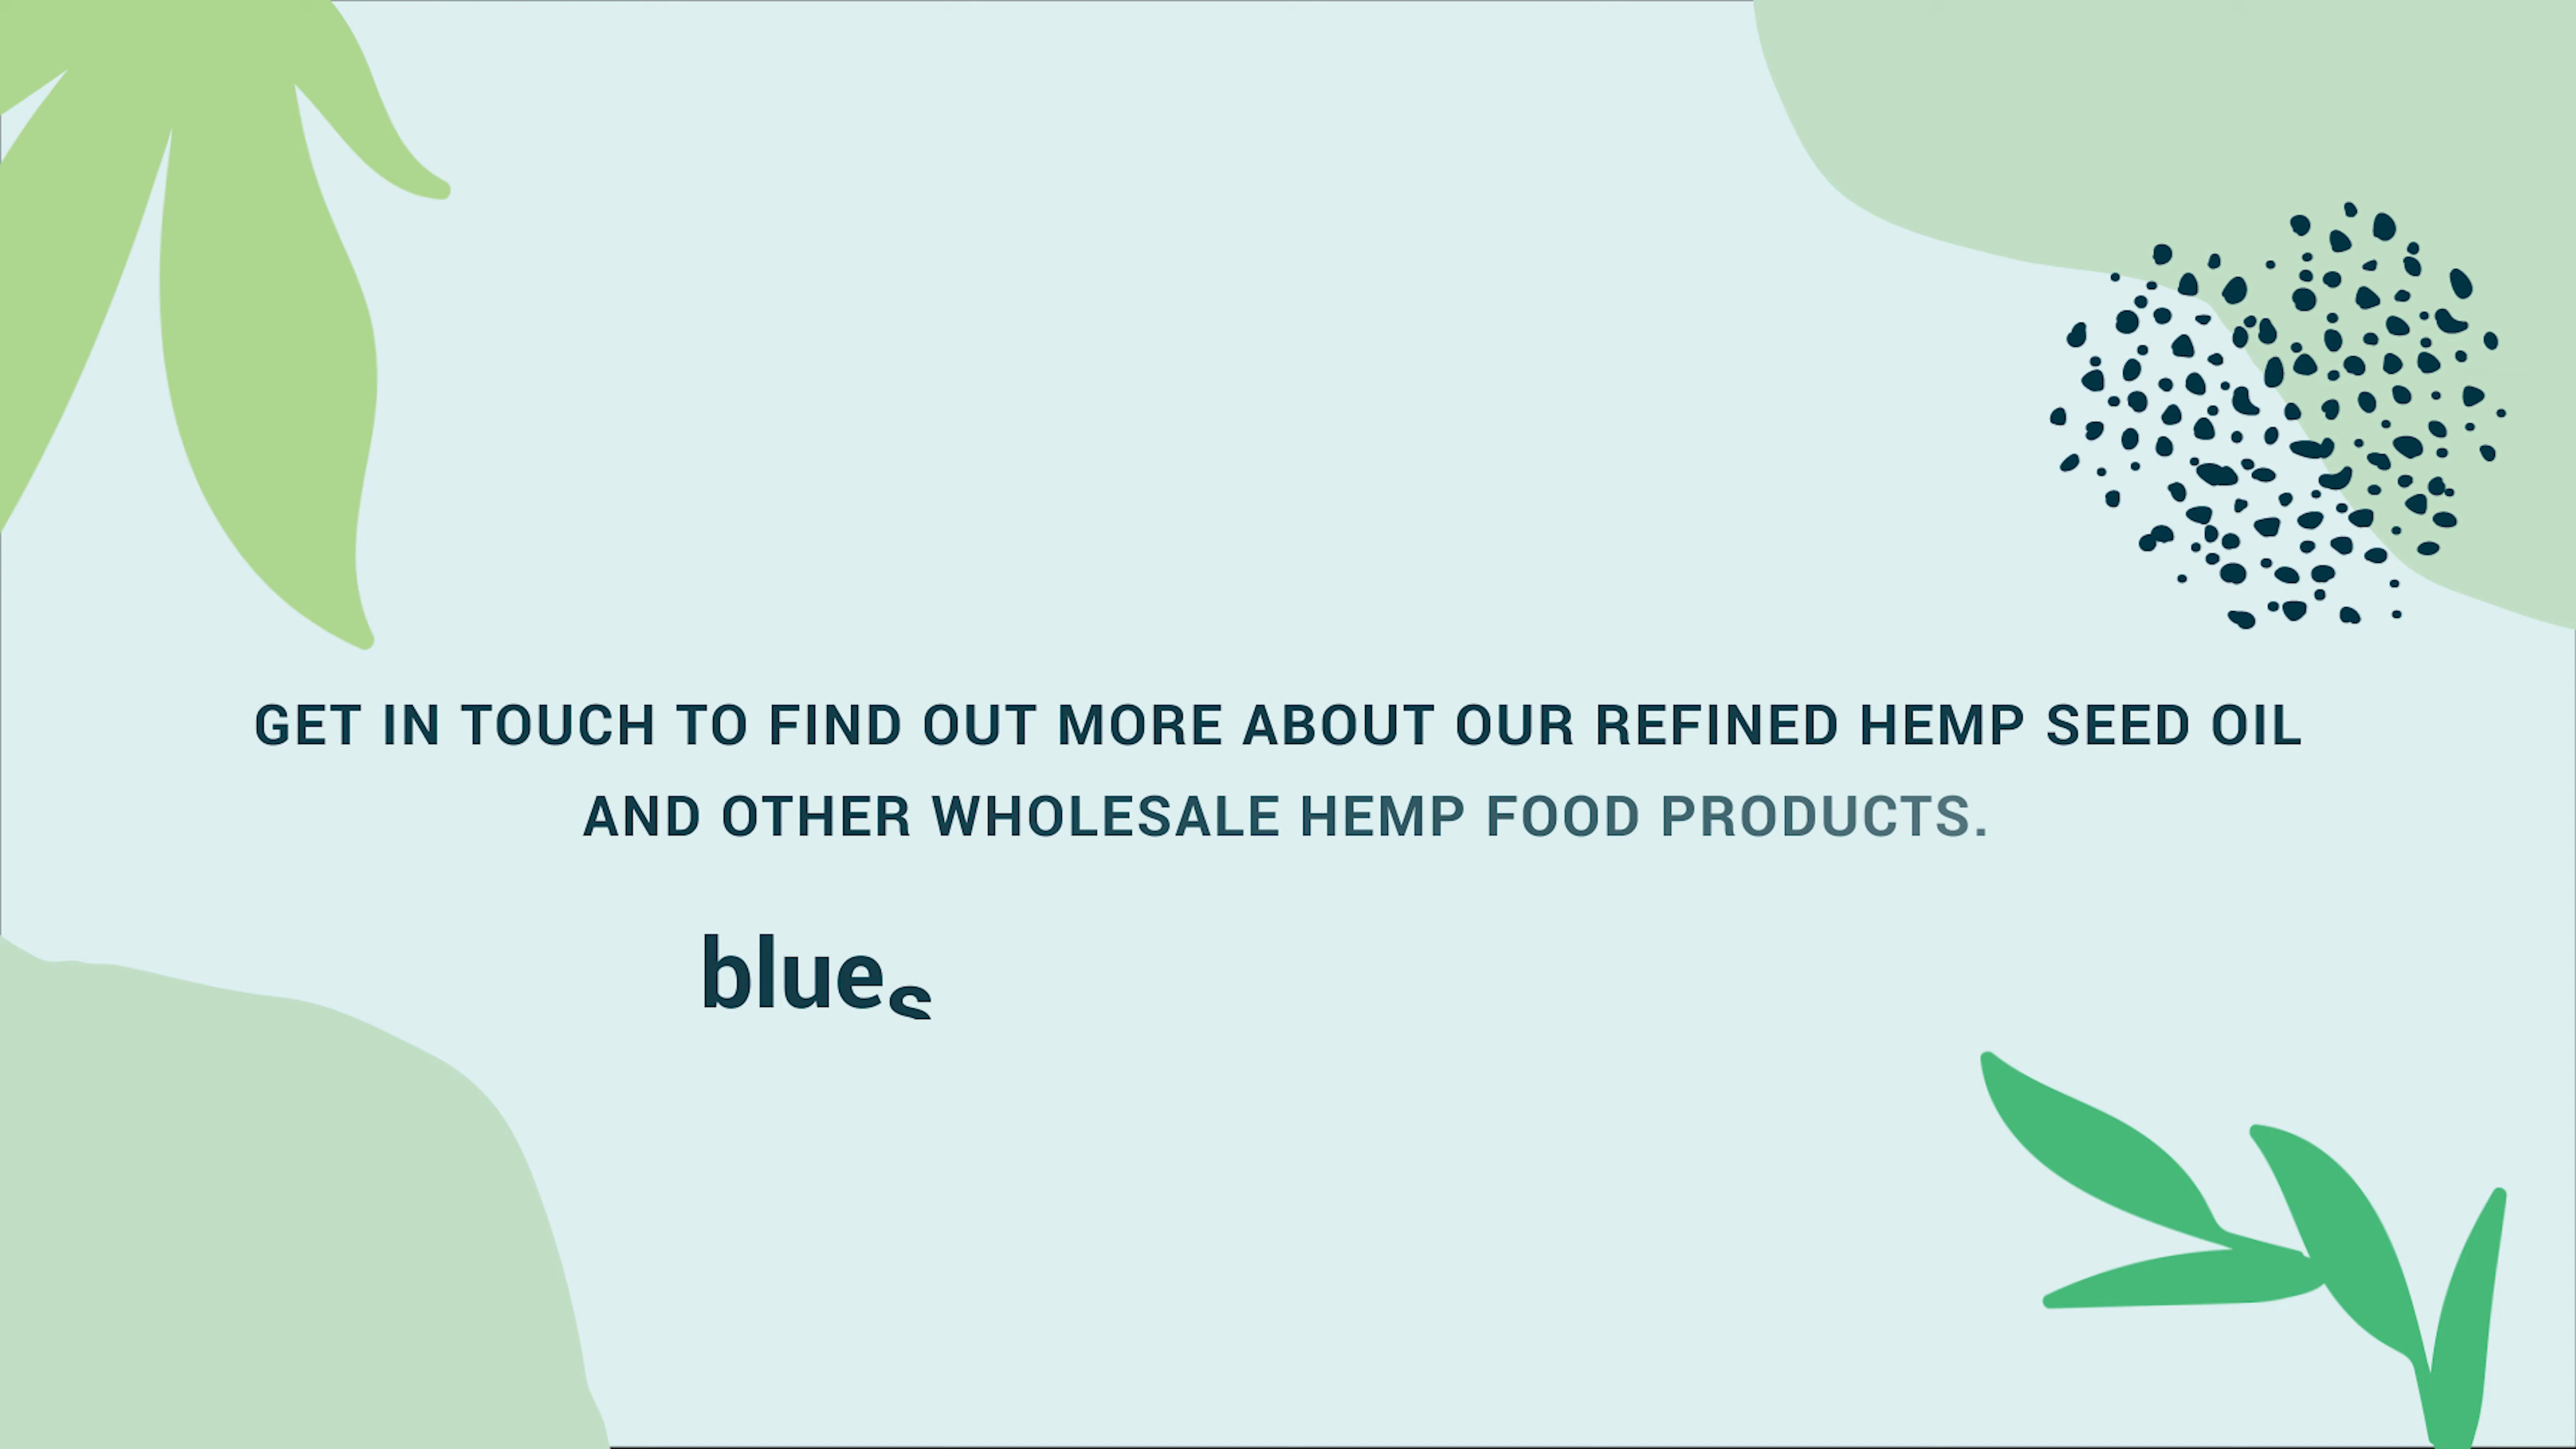 GET IN TOUCH TO FIND OUT MORE ABOUT OUR REFINED HEMP SEED OIL
AND OTHER WHOLESALE HEMP FOOD PRODUCTS.
blues